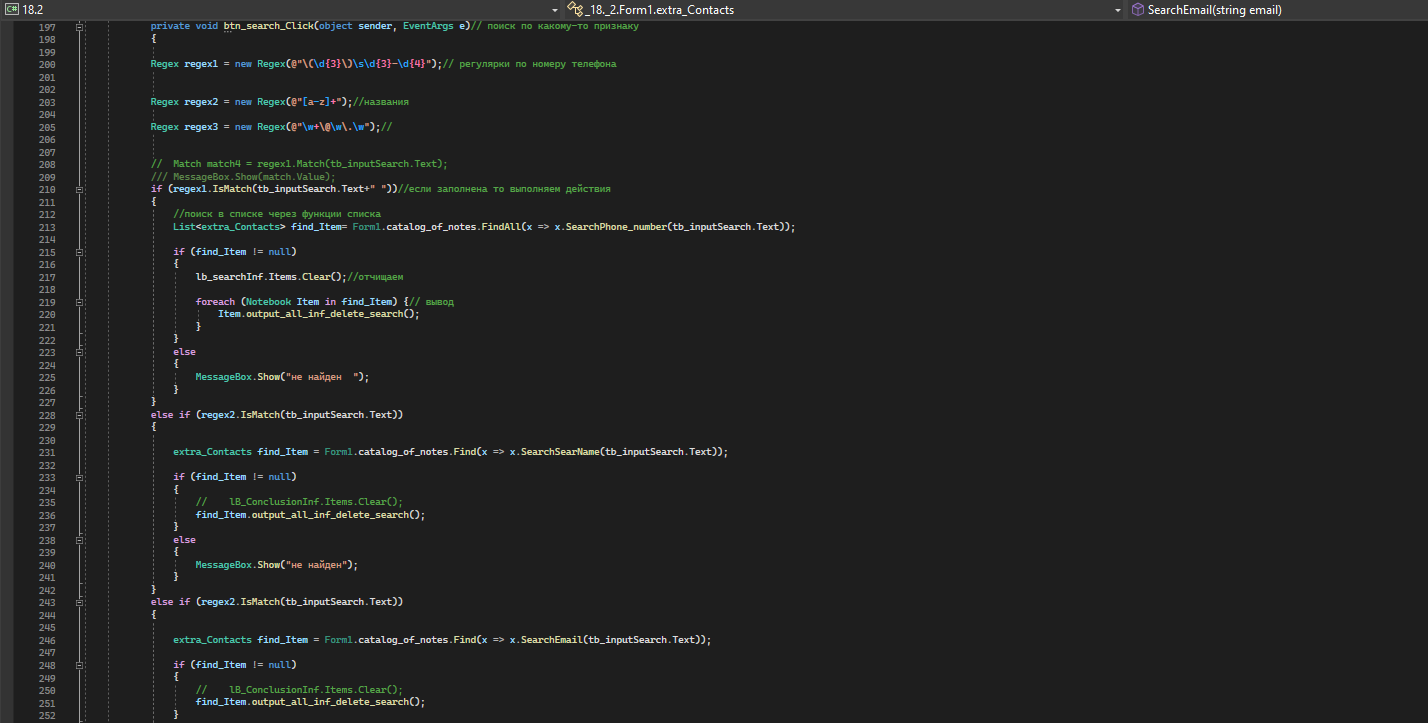 18.2 _18._2.Form1.extra_Contacts SearchEmail(string email)
197 private void btn_search_Click(object sender, EventArgs e)// поиск по какому-то признаку
198 {
199
200 Regex regex1 = new Regex(@"\(\d{3}\)\s\d{3}-\d{4}");// регулярки по номеру телефона
201
202
203 Regex regex2 = new Regex(@"[a-z]+");//названия
204
205 Regex regex3 = new Regex(@"\w+\@\w\.\w");//
206
207
208 // Match match4 = regex1.Match(tb_inputSearch.Text);
209 /// MessageBox.Show(match.Value);
210 if (regex1.IsMatch(tb_inputSearch.Text+" "))//если заполнена то выполняем действия
211 {
212 //поиск в списке через функции списка
213 List<extra_Contacts> find_Item= Form1.catalog_of_notes.FindAll(x => x.SearchPhone_number(tb_inputSearch.Text));
214
215 if (find_Item != null)
216 {
217 lb_searchInf.Items.Clear();//отчищаем
218
219 foreach (Notebook Item in find_Item) {// вывод
220 Item.output_all_inf_delete_search();
221 }
222 }
223 else
224 {
225 MessageBox.Show("не найден  ");
226 }
227 }
228 else if (regex2.IsMatch(tb_inputSearch.Text))
229 {
230
231 extra_Contacts find_Item = Form1.catalog_of_notes.Find(x => x.SearchSearName(tb_inputSearch.Text));
232
233 if (find_Item != null)
234 {
235 // lB_ConclusionInf.Items.Clear();
236 find_Item.output_all_inf_delete_search();
237 }
238 else
239 {
240 MessageBox.Show("не найден");
241 }
242 }
243 else if (regex2.IsMatch(tb_inputSearch.Text))
244 {
245
246 extra_Contacts find_Item = Form1.catalog_of_notes.Find(x => x.SearchEmail(tb_inputSearch.Text));
247
248 if (find_Item != null)
249 {
250 // lB_ConclusionInf.Items.Clear();
251 find_Item.output_all_inf_delete_search();
252 }